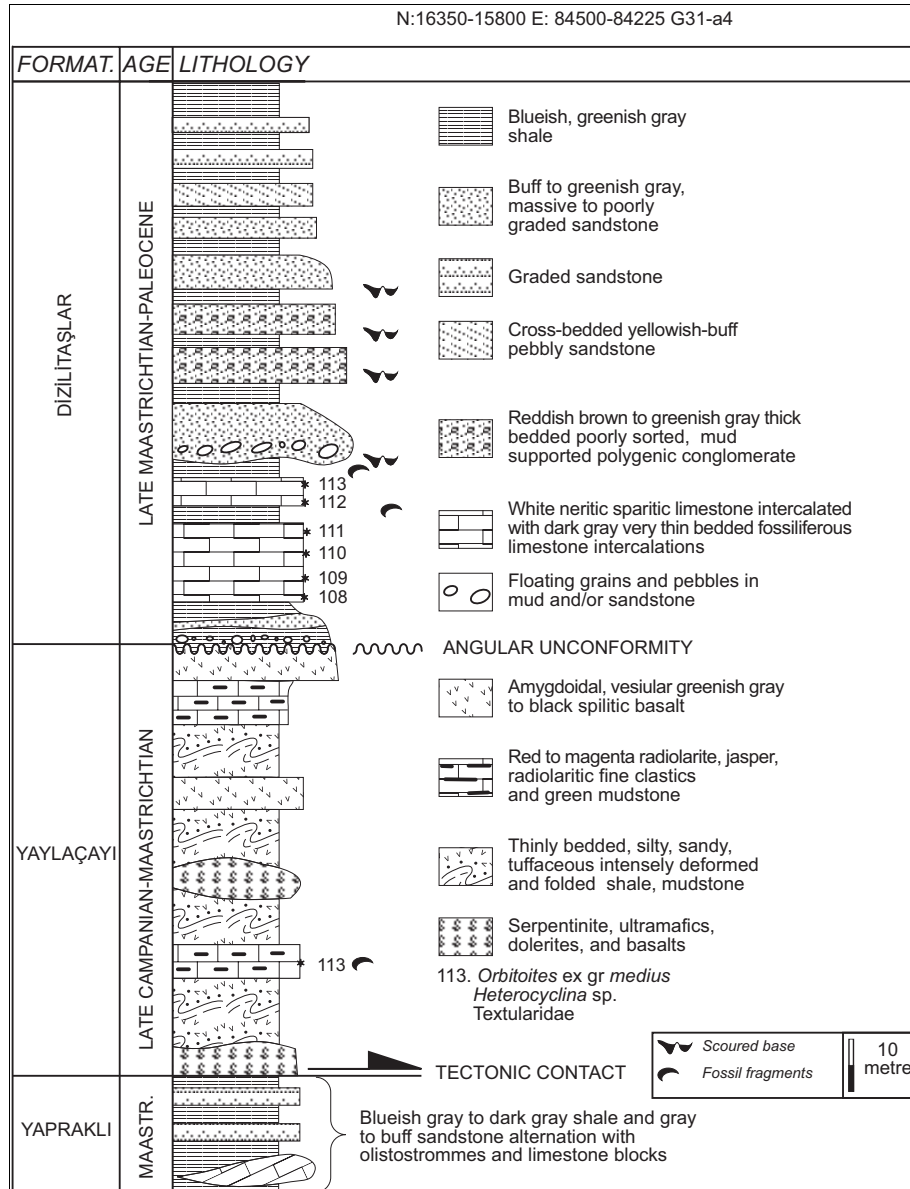 N:16350-15800 E: 84500-84225 G31-a4
FORMAT. AGE LITHOLOGY
DİZİLİTAŞLAR
LATE MAASTRICHTIAN-PALEOCENE
113
112
111
110
109
108
Blueish, greenish gray
shale
Buff to greenish gray,
massive to poorly
graded sandstone
Graded sandstone
Cross-bedded yellowish-buff
pebbly sandstone
Reddish brown to greenish gray thick
bedded poorly sorted, mud
supported polygenic conglomerate
White neritic sparitic limestone intercalated
with dark gray very thin bedded fossiliferous
limestone intercalations
Floating grains and pebbles in
mud and/or sandstone
ANGULAR UNCONFORMITY
YAYLAÇAYI
LATE CAMPANIAN-MAASTRICHTIAN
113
Amygdoidal, vesiular greenish gray
to black spilitic basalt
Red to magenta radiolarite, jasper,
radiolaritic fine clastics
and green mudstone
Thinly bedded, silty, sandy,
tuffaceous intensely deformed
and folded shale, mudstone
Serpentinite, ultramafics,
dolerites, and basalts
113. Orbitoites ex gr medius
Heterocyclina sp.
Textularidae
TECTONIC CONTACT
Scoured base
Fossil fragments
10
metre
YAPRAKLI
MAASTR.
Blueish gray to dark gray shale and gray
to buff sandstone alternation with
olistostrommes and limestone blocks